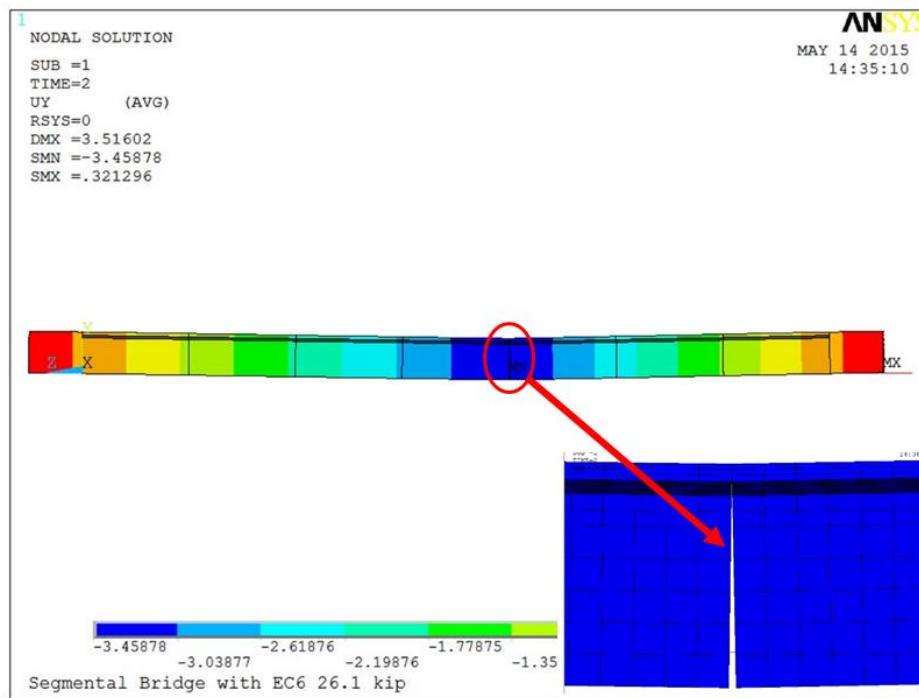 1
NODAL SOLUTION
SUB =1
TIME=2
UY (AVG)
RSYS=0
DMX =3.51602
SMN =-3.45878
SMX =.321296
ANSYS
MAY 14 2015
14:35:10
Y
Z X
MX
-3.45878 -2.61876 -1.77875
-3.03877 -2.19876 -1.35
Segmental Bridge with EC6 26.1 kip